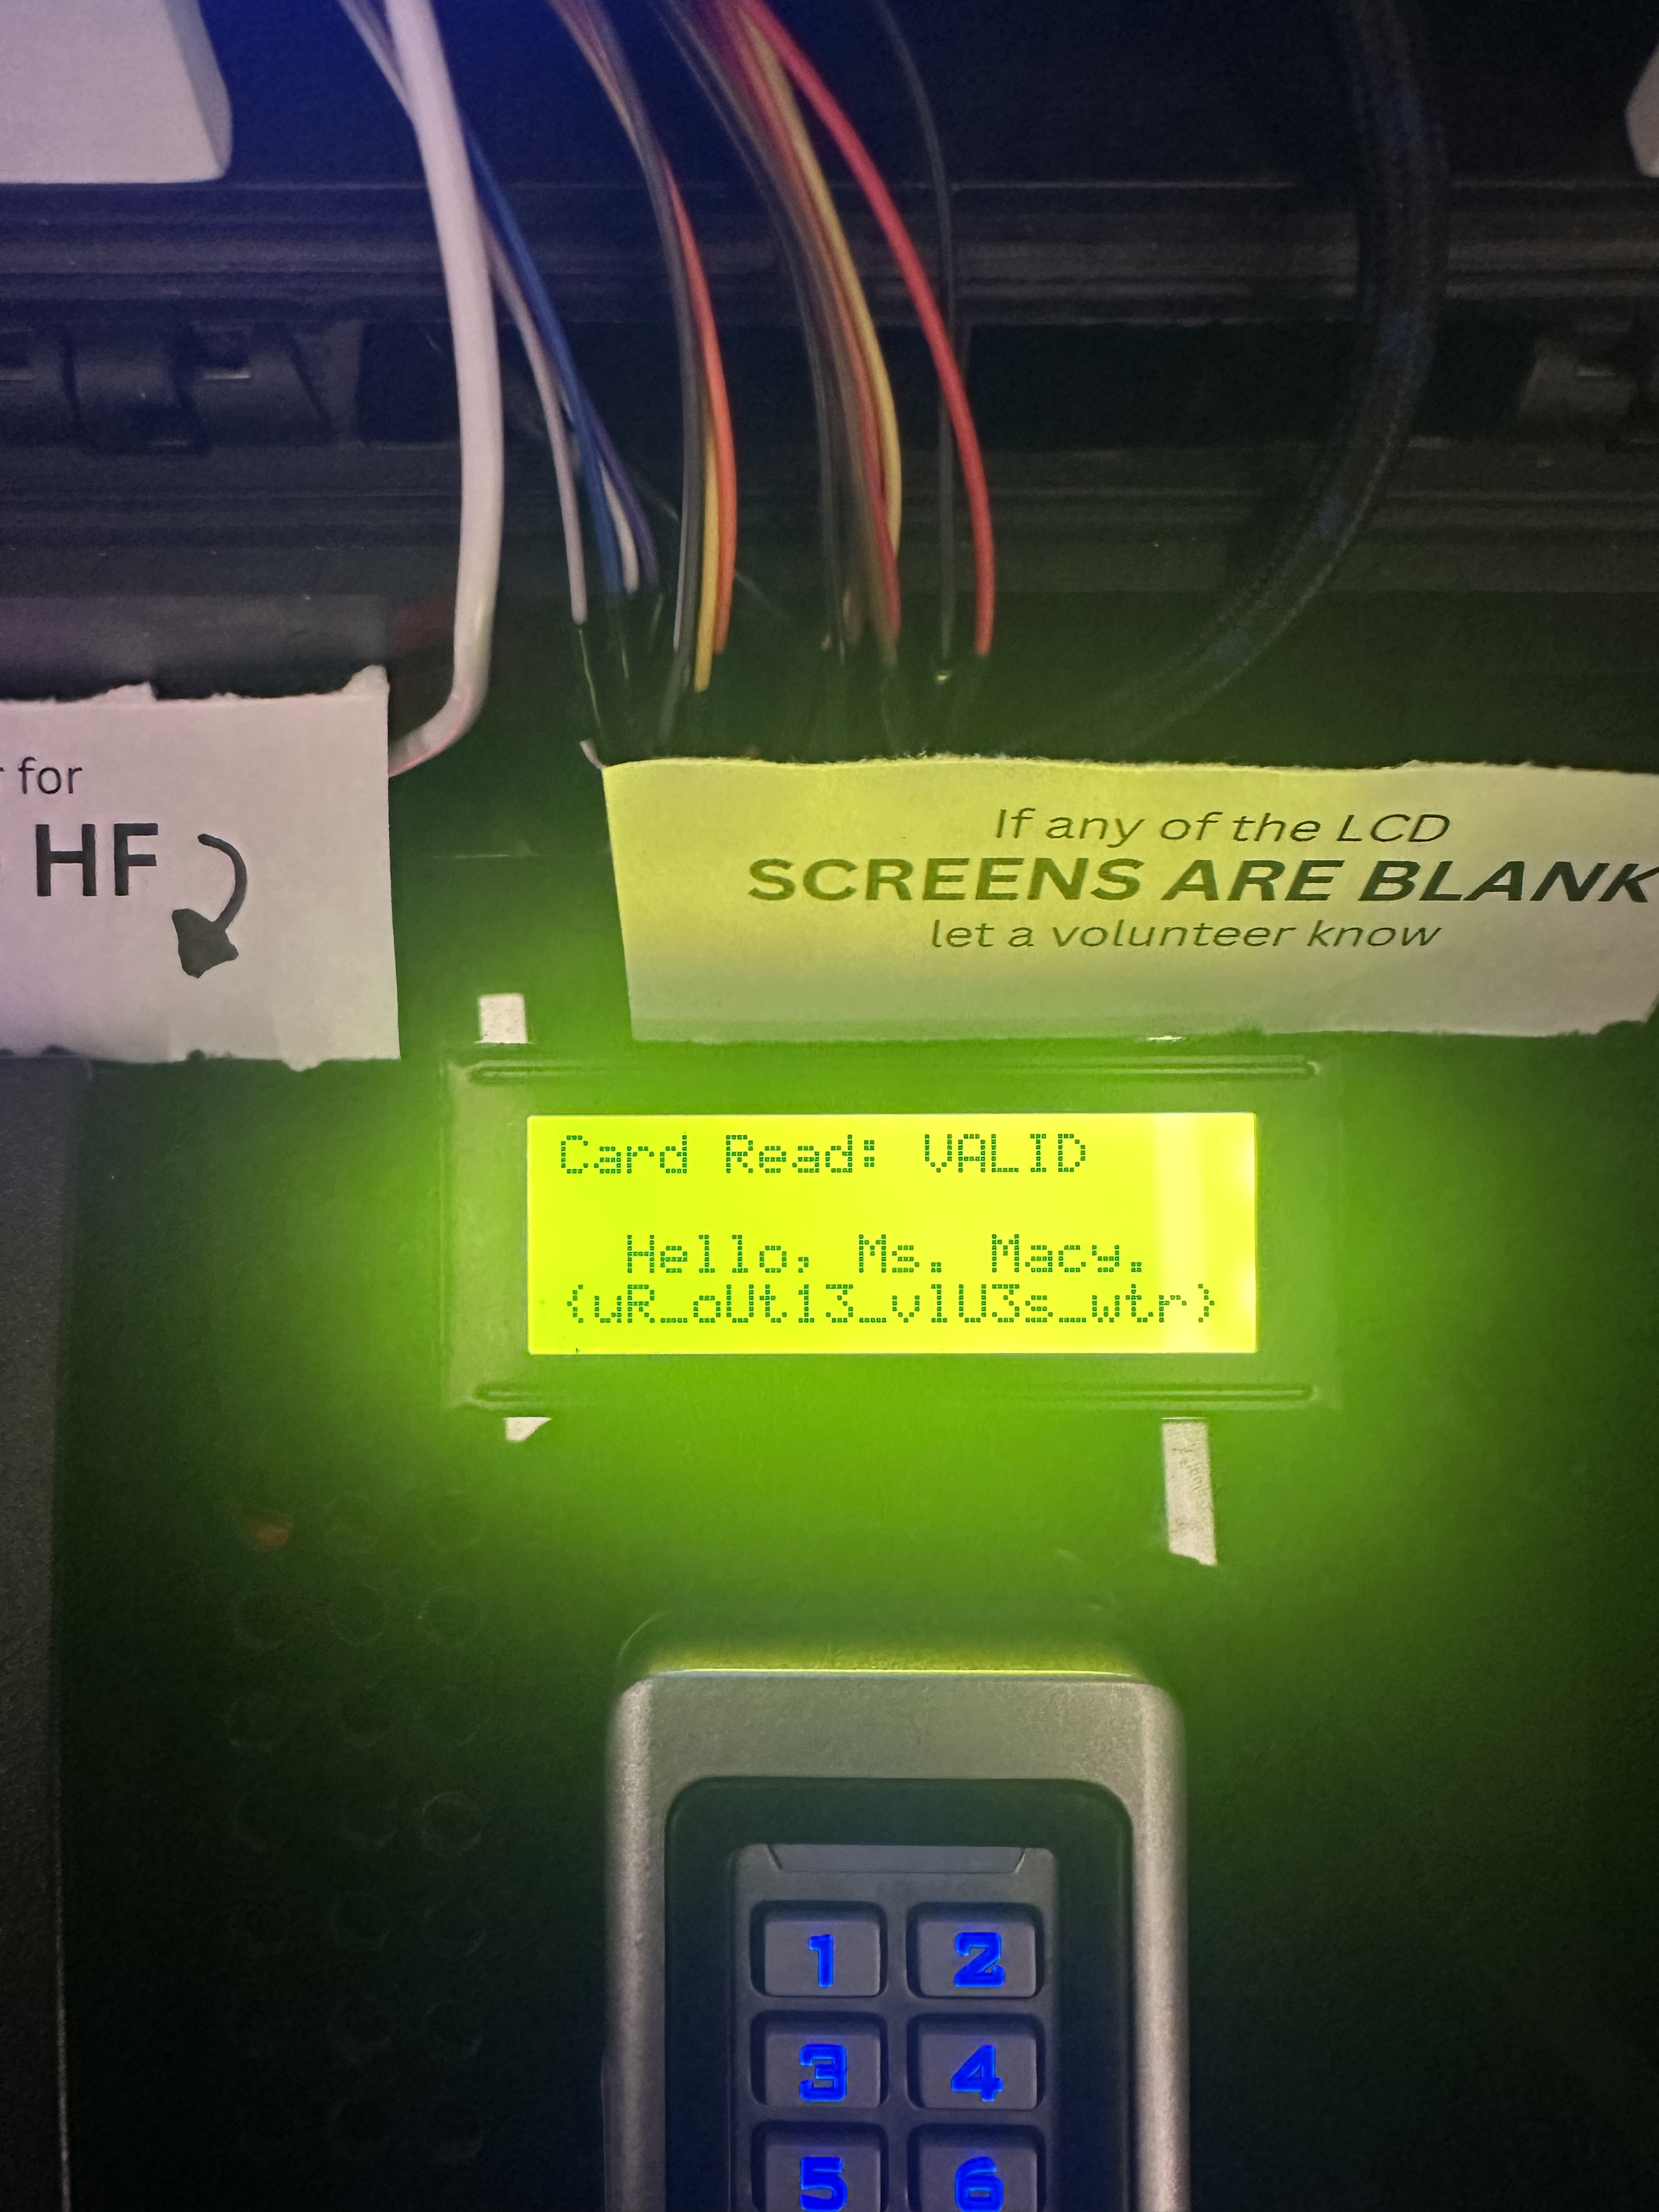 for
HF
If any of the LCD
SCREENS ARE BLANK
let a volunteer know
Card Read: VALID
Hello, Ms. Macy.
{uR_aUt13_v1U3s_wtr}
1 2
3 4
5 6